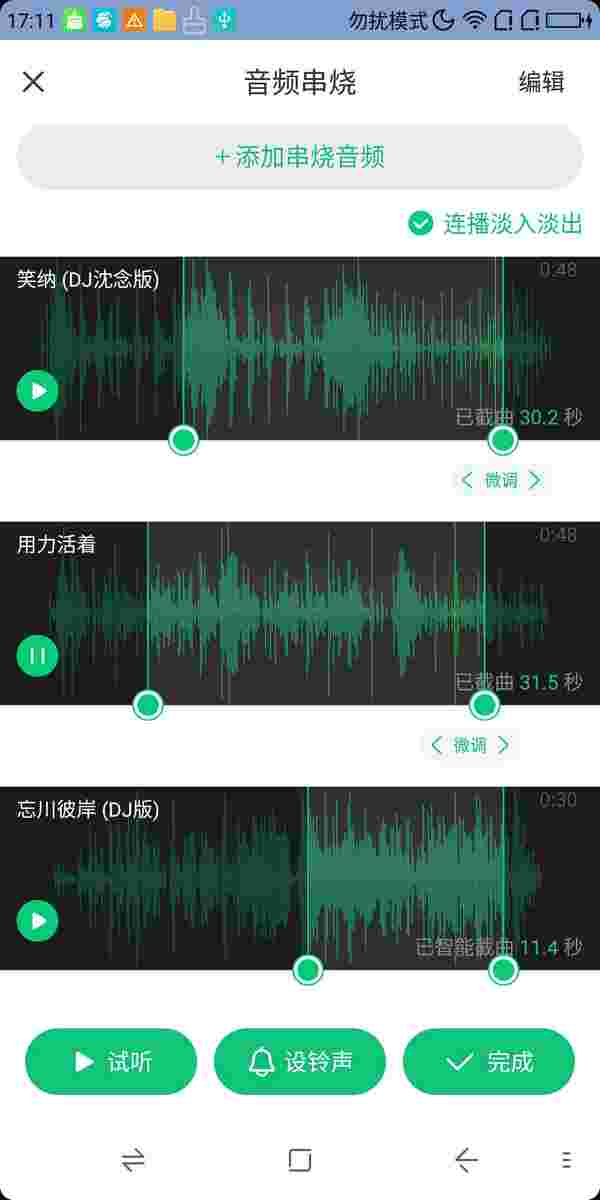 17:11 勿扰模式
音频串烧 编辑
+添加串烧音频
连播淡入淡出
笑纳 (DJ沈念版) 0:48
已截曲 30.2 秒
微调
用力活着 0:48
已截曲 31.5 秒
微调
忘川彼岸 (DJ版) 0:30
已智能截曲 11.4 秒
试听 设铃声 完成